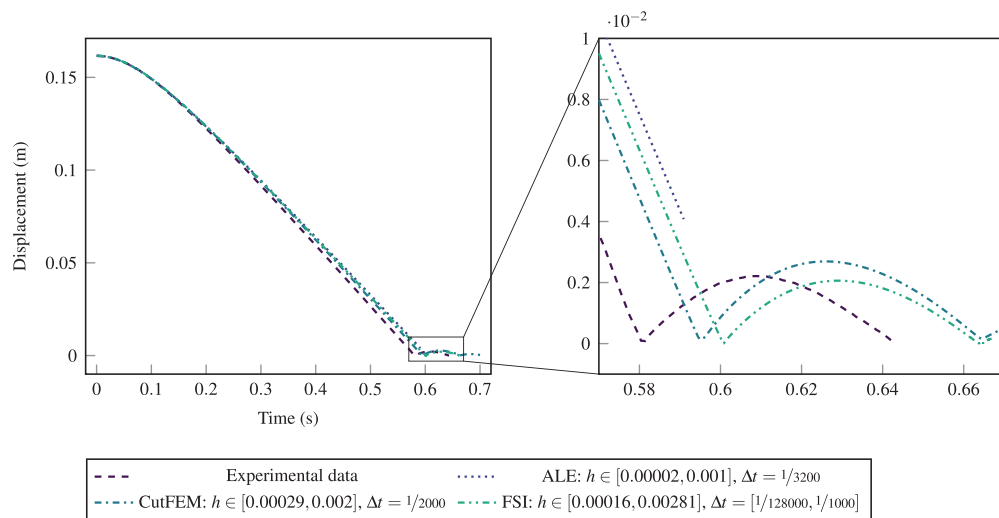 ·10⁻²
1
0.8
0.6
0.4
0.2
0
0.58 0.6 0.62 0.64 0.66
Displacement (m)
0.15
0.1
0.05
0
0 0.1 0.2 0.3 0.4 0.5 0.6 0.7
Time (s)
Experimental data
ALE: h ∈ [0.00002, 0.001], Δt = 1/3200
CutFEM: h ∈ [0.00029, 0.002], Δt = 1/2000
FSI: h ∈ [0.00016, 0.00281], Δt = [1/128000, 1/1000]